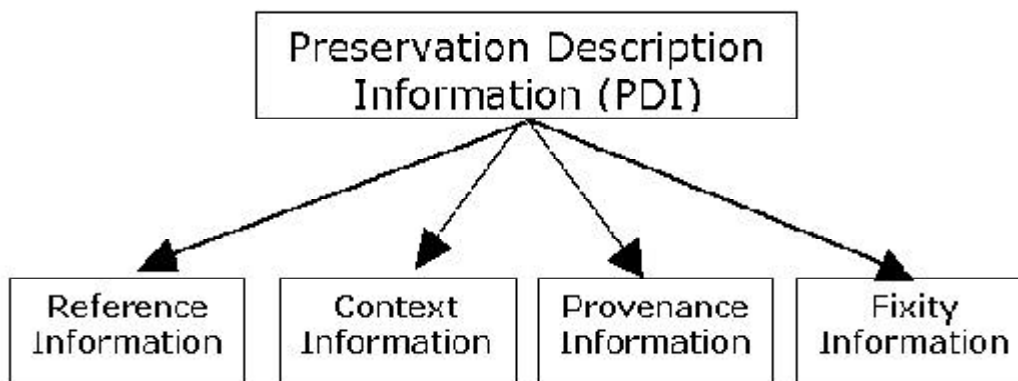 Preservation Description
Information (PDI)
Reference
Information
Context
Information
Provenance
Information
Fixity
Information